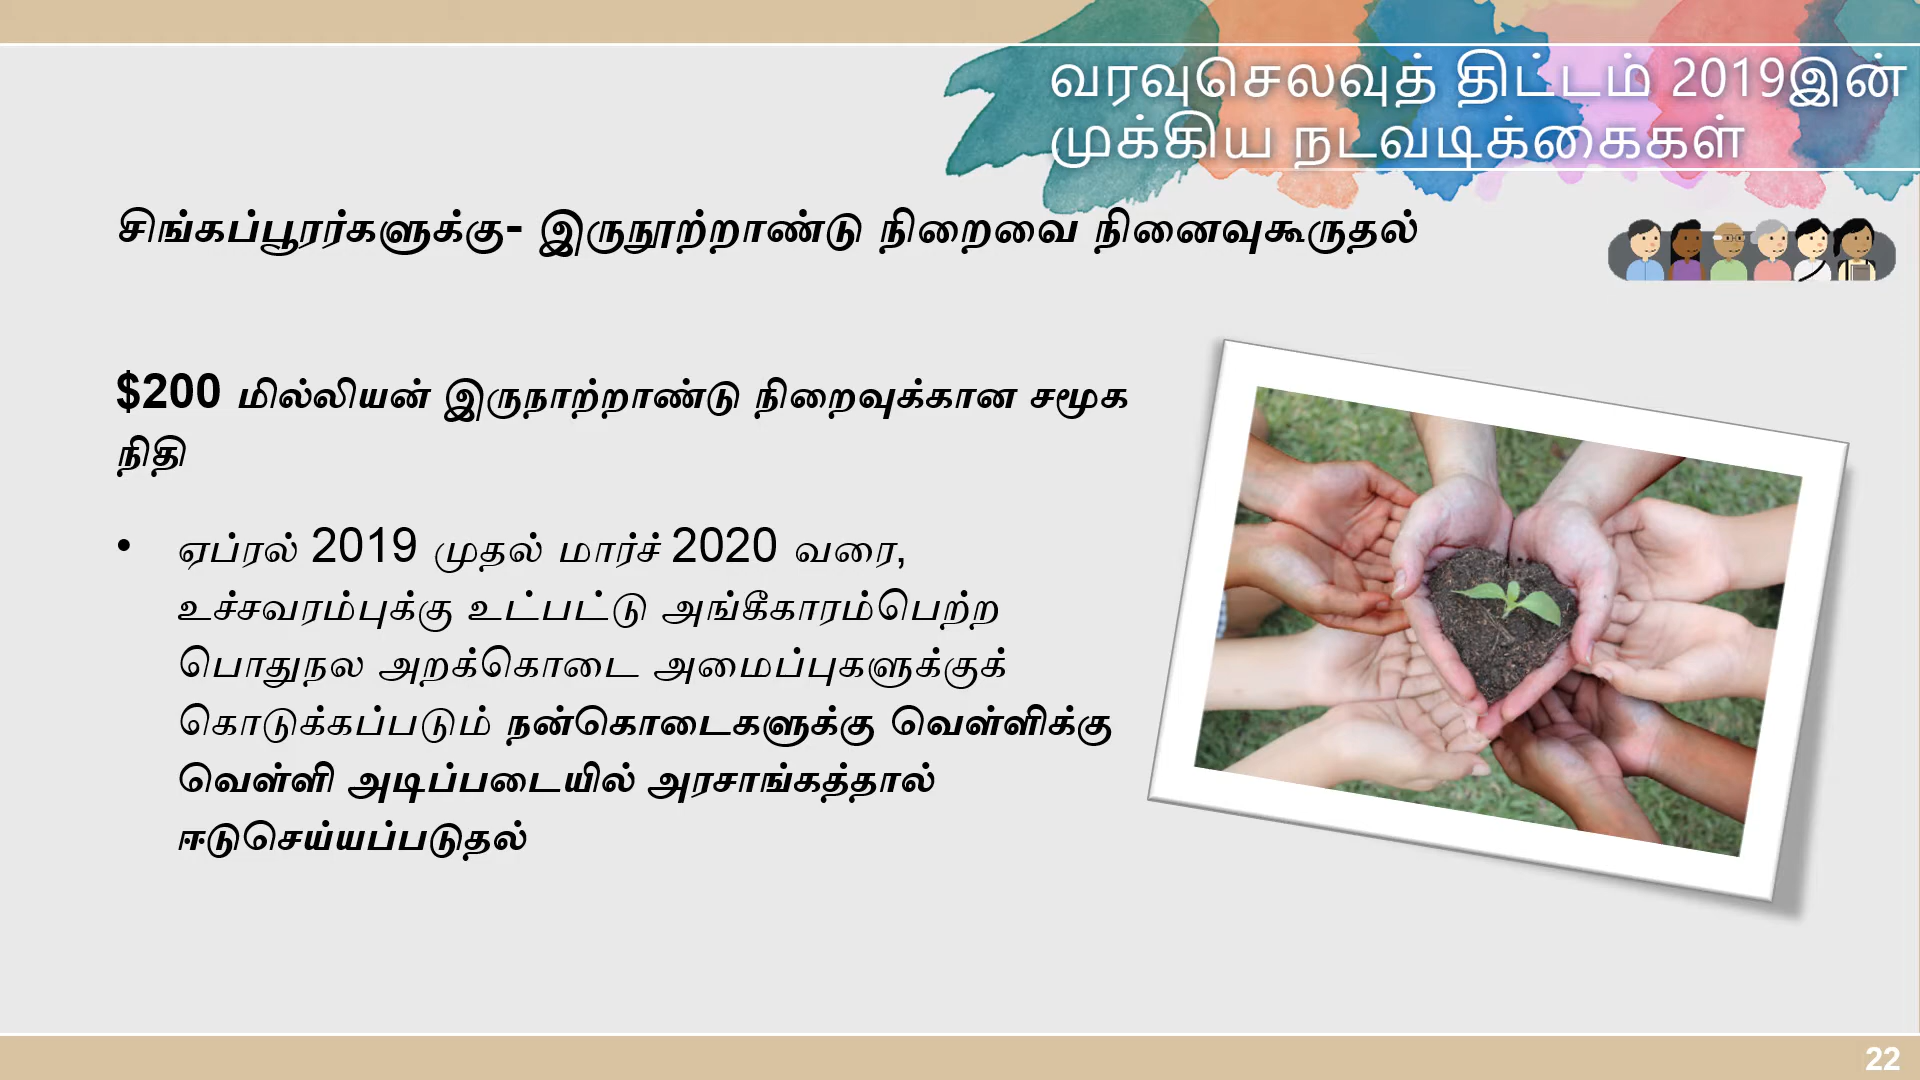 வரவுசெலவுத் திட்டம் 2019இன்
முக்கிய நடவடிக்கைகள்
சிங்கப்பூரர்களுக்கு- இருநூற்றாண்டு நிறைவை நினைவுகூருதல்
$200 மில்லியன் இருநாற்றாண்டு நிறைவுக்கான சமூக
நிதி
• ஏப்ரல் 2019 முதல் மார்ச் 2020 வரை,
உச்சவரம்புக்கு உட்பட்டு அங்கீகாரம்பெற்ற
பொதுநல அறக்கொடை அமைப்புகளுக்குக்
கொடுக்கப்படும் நன்கொடைகளுக்கு வெள்ளிக்கு
வெள்ளி அடிப்படையில் அரசாங்கத்தால்
ஈடுசெய்யப்படுதல்
22